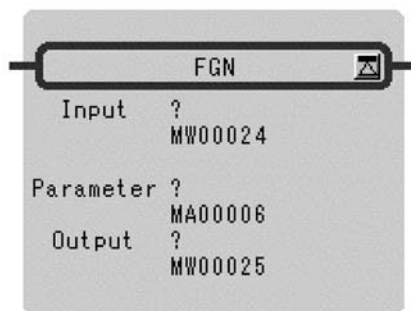 FGN
Input ?
MW00024
Parameter ?
MA00006
Output ?
MW00025